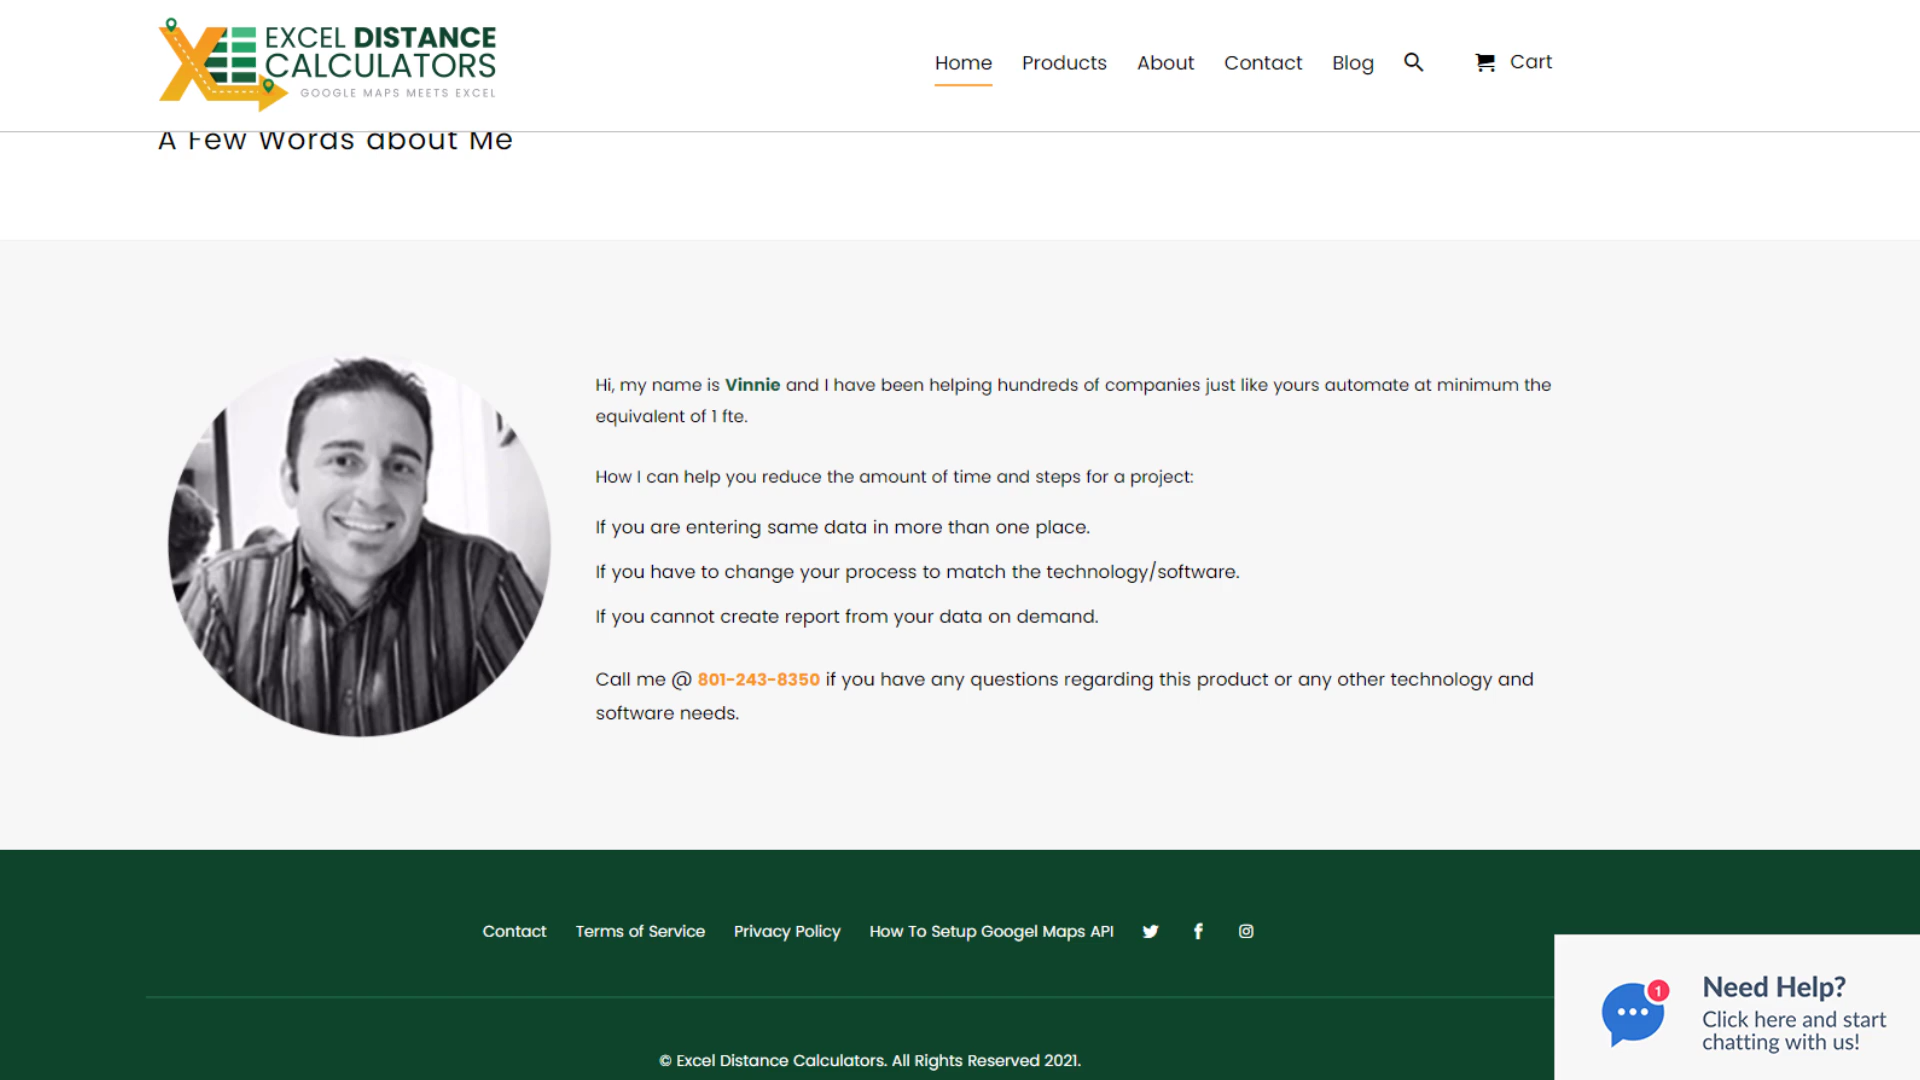 EXCEL DISTANCE
CALCULATORS
GOOGLE MAPS MEETS EXCEL
Home Products About Contact Blog Cart
A Few Words about Me
Hi, my name is Vinnie and I have been helping hundreds of companies just like yours automate at minimum the
equivalent of 1 fte.
How I can help you reduce the amount of time and steps for a project:
If you are entering same data in more than one place.
If you have to change your process to match the technology/software.
If you cannot create report from your data on demand.
Call me @ 801-243-8350 if you have any questions regarding this product or any other technology and
software needs.
Contact Terms of Service Privacy Policy How To Setup Googel Maps API
1
Need Help?
Click here and start
chatting with us!
© Excel Distance Calculators. All Rights Reserved 2021.